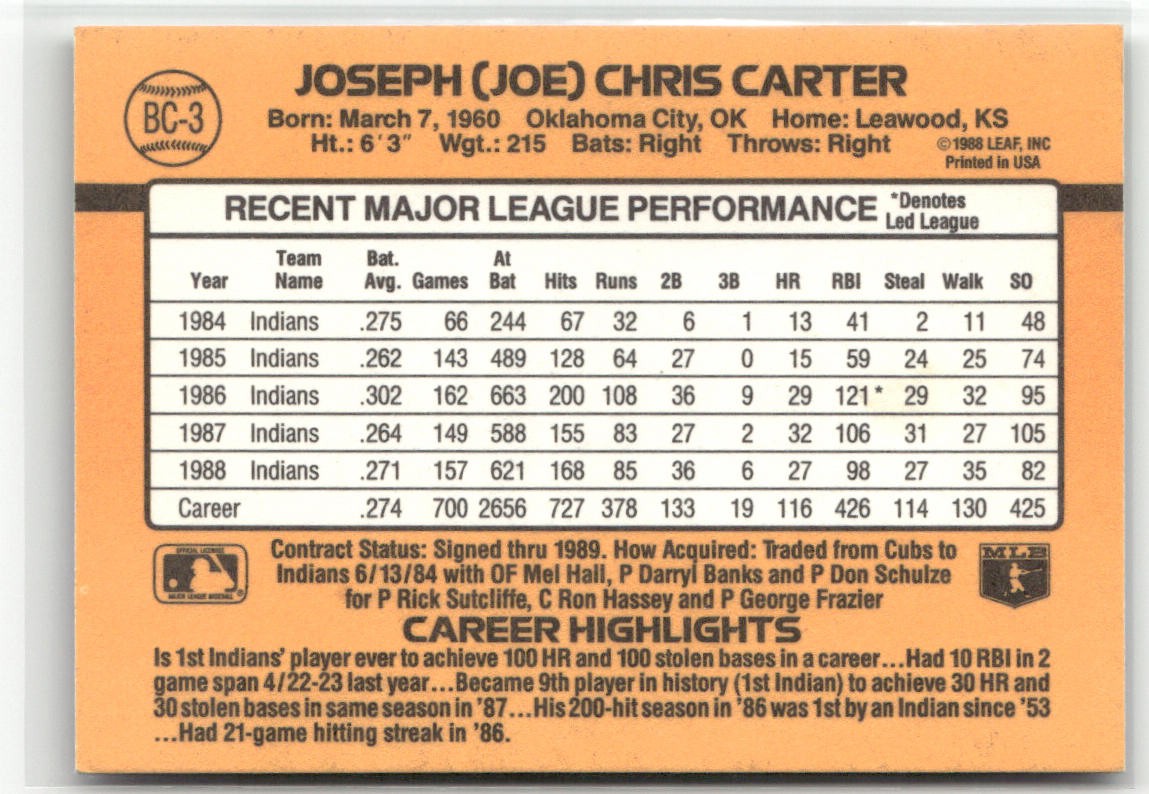 BC-3
JOSEPH (JOE) CHRIS CARTER
Born: March 7, 1960 Oklahoma City, OK Home: Leawood, KS
Ht.: 6'3" Wgt.: 215 Bats: Right Throws: Right
©1988 LEAF, INC
Printed in USA
RECENT MAJOR LEAGUE PERFORMANCE *Denotes Led League
Year Team Name Bat. Avg. Games At Bat Hits Runs 2B 3B HR RBI Steal Walk SO
1984 Indians .275 66 244 67 32 6 1 13 41 2 11 48
1985 Indians .262 143 489 128 64 27 0 15 59 24 25 74
1986 Indians .302 162 663 200 108 36 9 29 121* 29 32 95
1987 Indians .264 149 588 155 83 27 2 32 106 31 27 105
1988 Indians .271 157 621 168 85 36 6 27 98 27 35 82
Career .274 700 2656 727 378 133 19 116 426 114 130 425
OFFICIAL LICENSEE
MAJOR LEAGUE BASEBALL
Contract Status: Signed thru 1989. How Acquired: Traded from Cubs to
Indians 6/13/84 with OF Mel Hall, P Darryl Banks and P Don Schulze
for P Rick Sutcliffe, C Ron Hassey and P George Frazier
MLB
CAREER HIGHLIGHTS
Is 1st Indians' player ever to achieve 100 HR and 100 stolen bases in a career...Had 10 RBI in 2
game span 4/22-23 last year...Became 9th player in history (1st Indian) to achieve 30 HR and
30 stolen bases in same season in '87...His 200-hit season in '86 was 1st by an Indian since '53
...Had 21-game hitting streak in '86.